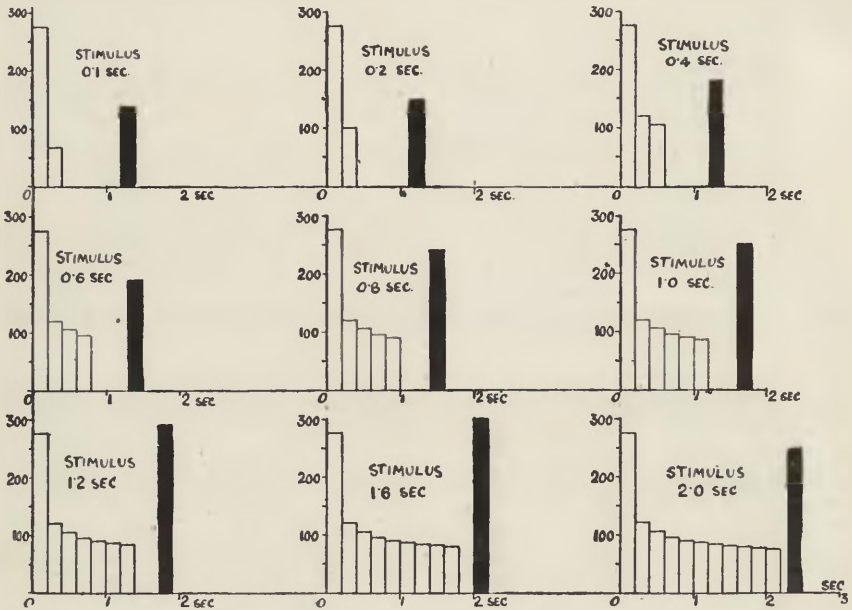 300
200
100
0
STIMULUS
0·1 SEC.
1
2 SEC
300
200
100
0
STIMULUS
0·2 SEC.
1
2 SEC.
300
200
100
0
STIMULUS
0·4 SEC.
1
2 SEC
300
200
100
0
STIMULUS
0·6 SEC
1
2 SEC
300
200
100
0
STIMULUS
0·8 SEC.
1
2 SEC
300
200
100
0
STIMULUS
1·0 SEC.
1
2 SEC
300
200
100
0
STIMULUS
1·2 SEC
1
2 SEC
300
200
100
0
STIMULUS
1·6 SEC
1
2 SEC
300
200
100
0
STIMULUS
2·0 SEC
1
2
SEC
3